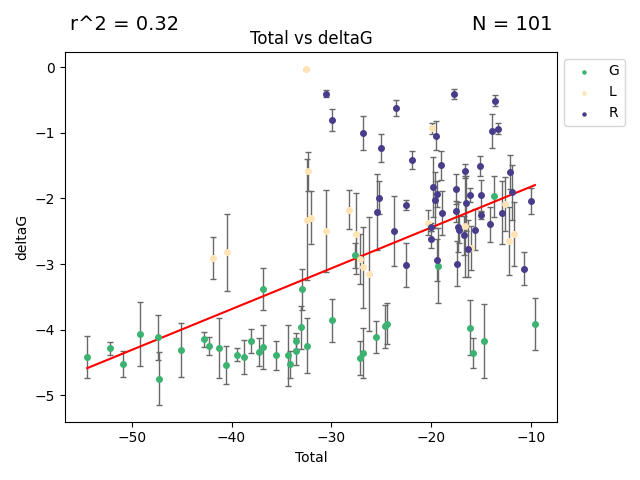 r^2 = 0.32
N = 101
Total vs deltaG
G
L
R
deltaG
0
−1
−2
−3
−4
−5
−50
−40
−30
−20
−10
Total